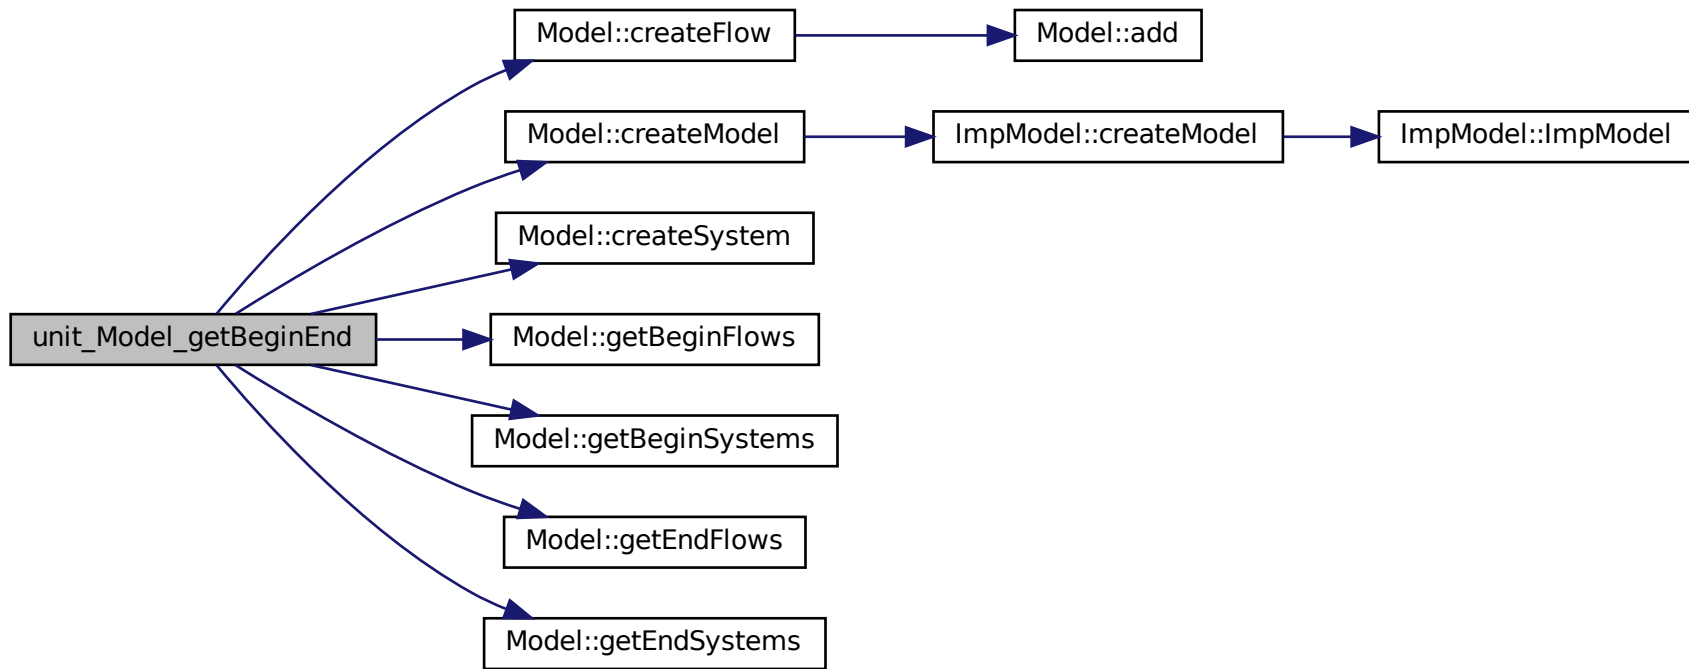 Model::createFlow
Model::add
Model::createModel
ImpModel::createModel
ImpModel::ImpModel
Model::createSystem
unit_Model_getBeginEnd
Model::getBeginFlows
Model::getBeginSystems
Model::getEndFlows
Model::getEndSystems